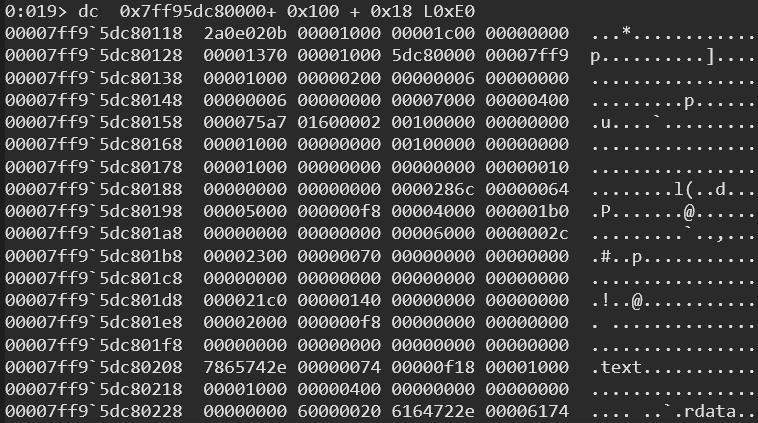 0:019> dc  0x7ff95dc80000+ 0x100 + 0x18 L0xE0
00007ff9`5dc80118  2a0e020b 00001000 00001c00 00000000  ...*............
00007ff9`5dc80128  00001370 00001000 5dc80000 00007ff9  p..........]....
00007ff9`5dc80138  00001000 00000200 00000006 00000000  ................
00007ff9`5dc80148  00000006 00000000 00007000 00000400  .........p......
00007ff9`5dc80158  000075a7 01600002 00100000 00000000  .u....`.........
00007ff9`5dc80168  00001000 00000000 00100000 00000000  ................
00007ff9`5dc80178  00001000 00000000 00000000 00000010  ................
00007ff9`5dc80188  00000000 00000000 0000286c 00000064  ........l(..d...
00007ff9`5dc80198  00005000 000000f8 00004000 000001b0  .P.......@......
00007ff9`5dc801a8  00000000 00000000 00006000 0000002c  .........`..,...
00007ff9`5dc801b8  00002300 00000070 00000000 00000000  .#..p...........
00007ff9`5dc801c8  00000000 00000000 00000000 00000000  ................
00007ff9`5dc801d8  000021c0 00000140 00000000 00000000  .!..@...........
00007ff9`5dc801e8  00002000 000000f8 00000000 00000000  . ..............
00007ff9`5dc801f8  00000000 00000000 00000000 00000000  ................
00007ff9`5dc80208  7865742e 00000074 00000f18 00001000  .text...........
00007ff9`5dc80218  00001000 00000400 00000000 00000000  ................
00007ff9`5dc80228  00000000 60000020 6164722e 00006174  .... ..`.rdata..